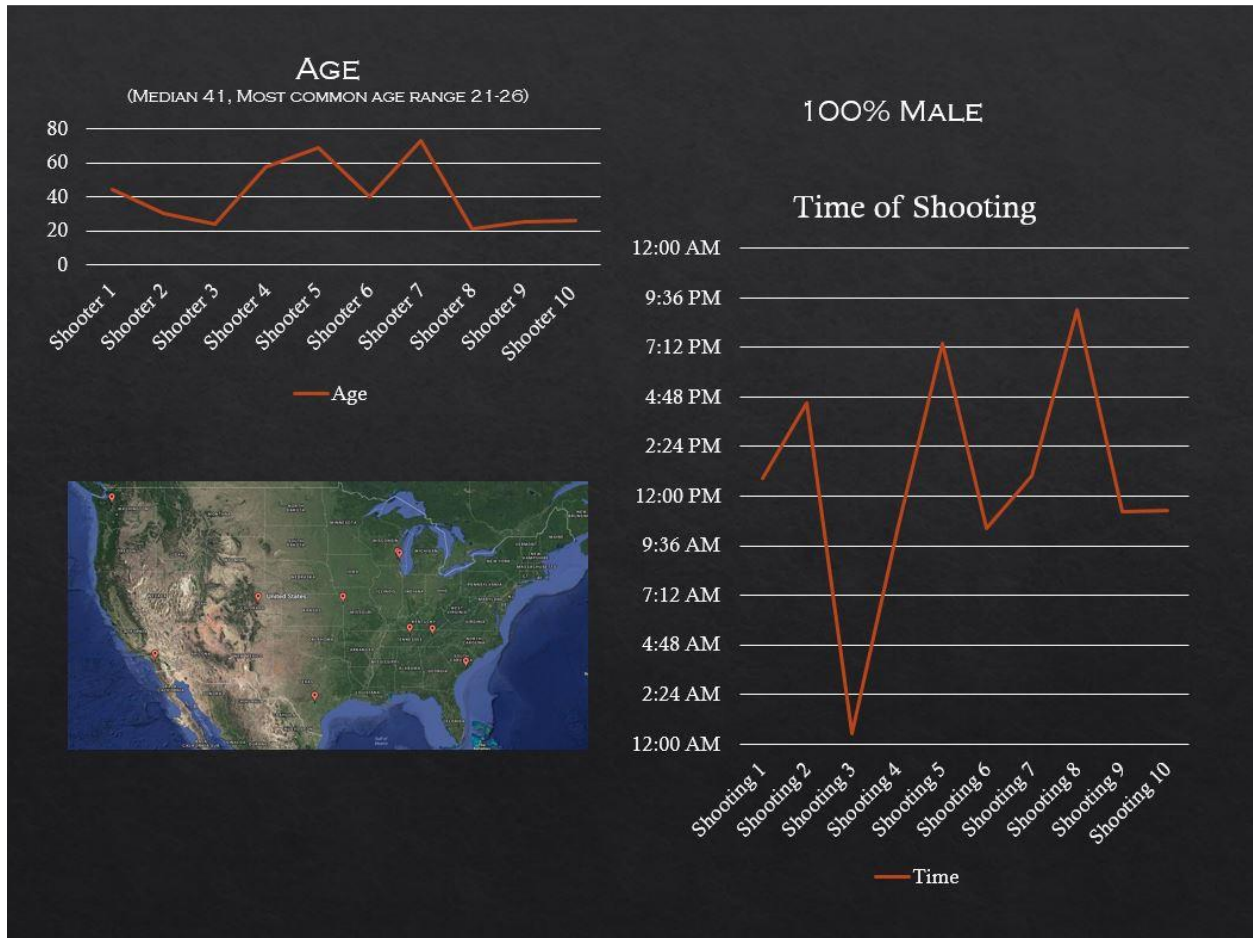 AGE
(MEDIAN 41, MOST COMMON AGE RANGE 21-26)
80
60
40
20
0
Shooter 1
Shooter 2
Shooter 3
Shooter 4
Shooter 5
Shooter 6
Shooter 7
Shooter 8
Shooter 9
Shooter 10
Age
100% MALE
Time of Shooting
12:00 AM
9:36 PM
7:12 PM
4:48 PM
2:24 PM
12:00 PM
9:36 AM
7:12 AM
4:48 AM
2:24 AM
12:00 AM
Shooting 1
Shooting 2
Shooting 3
Shooting 4
Shooting 5
Shooting 6
Shooting 7
Shooting 8
Shooting 9
Shooting 10
Time
United States